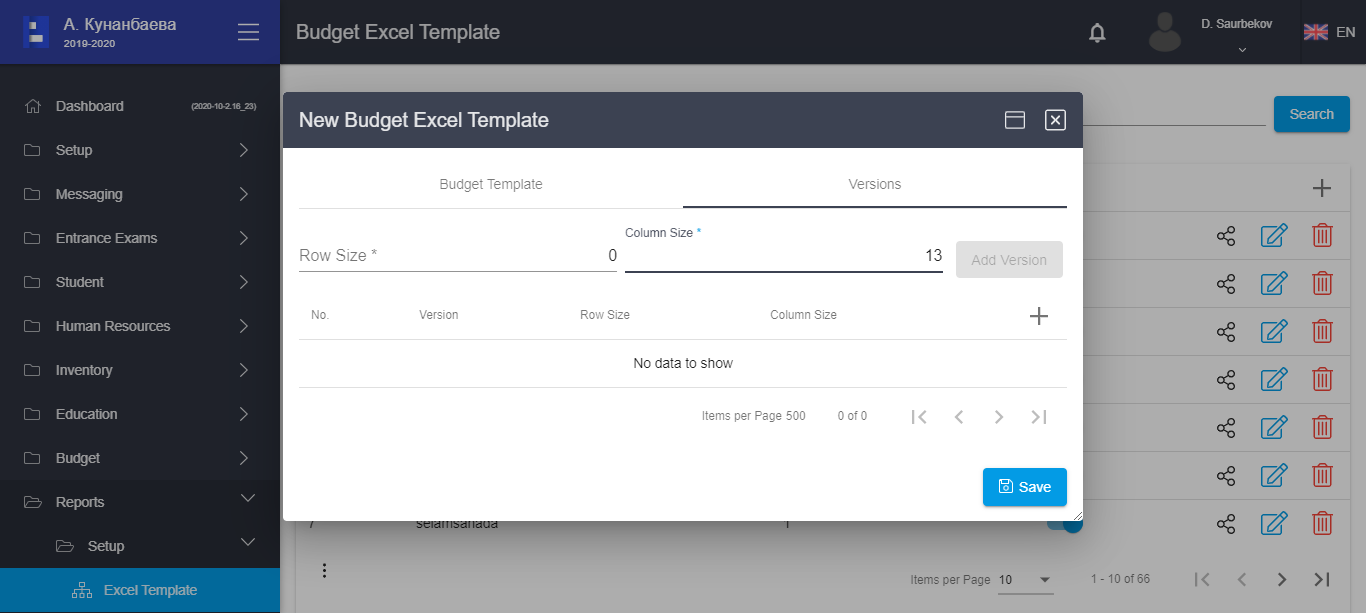 А. Кунанбаева
2019-2020
Budget Excel Template
D. Saurbekov
EN
Dashboard
(2020-10-2.16_23)
Setup
Messaging
Entrance Exams
Student
Human Resources
Inventory
Education
Budget
Reports
Setup
Excel Template
Search
New Budget Excel Template
Budget Template
Versions
Row Size *
0
Column Size *
13
Add Version
No.
Version
Row Size
Column Size
No data to show
Items per Page 500
0 of 0
Save
7
selamsanada
1
Items per Page
10
1 - 10 of 66